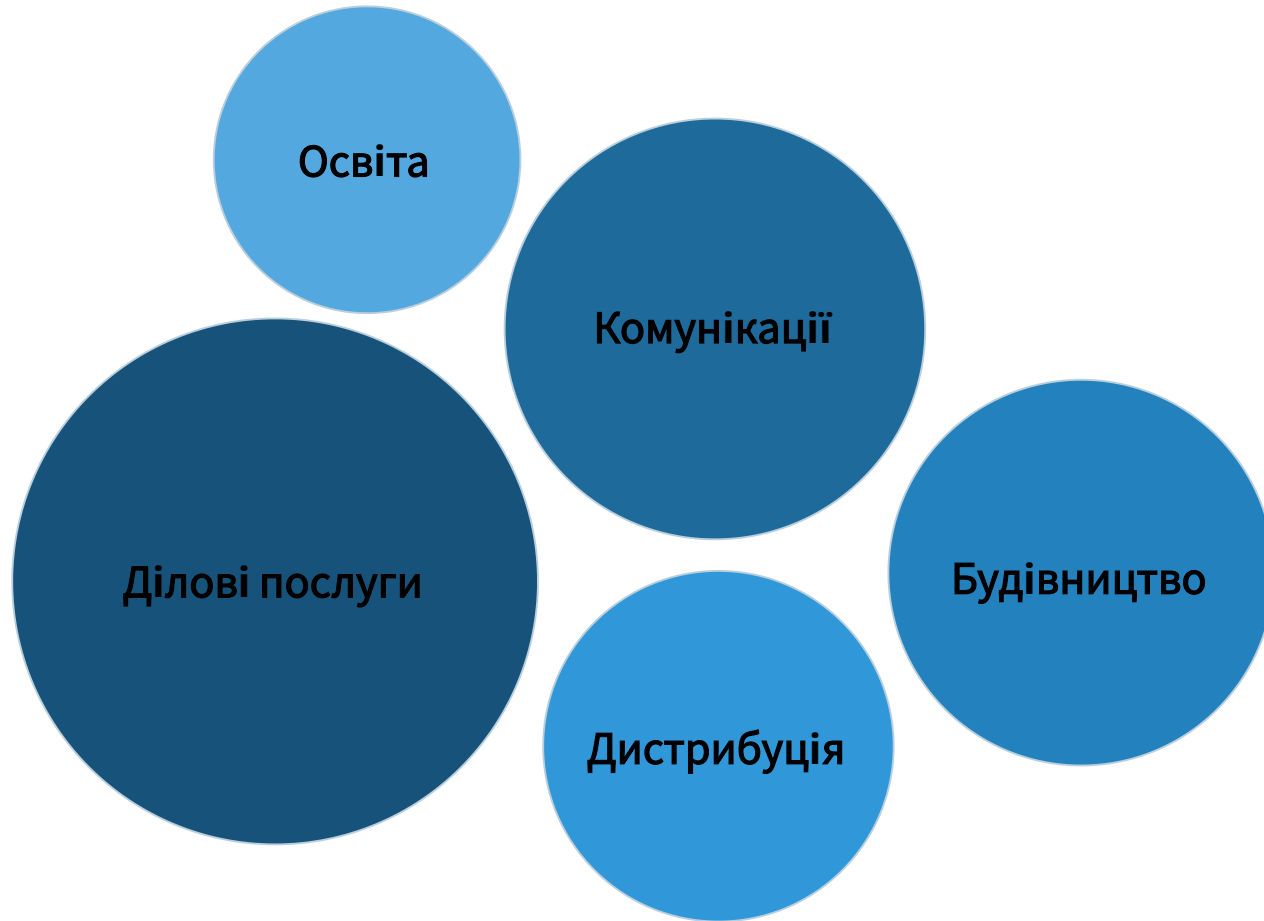 Освіта
Комунікації
Ділові послуги
Будівництво
Дистрибуція